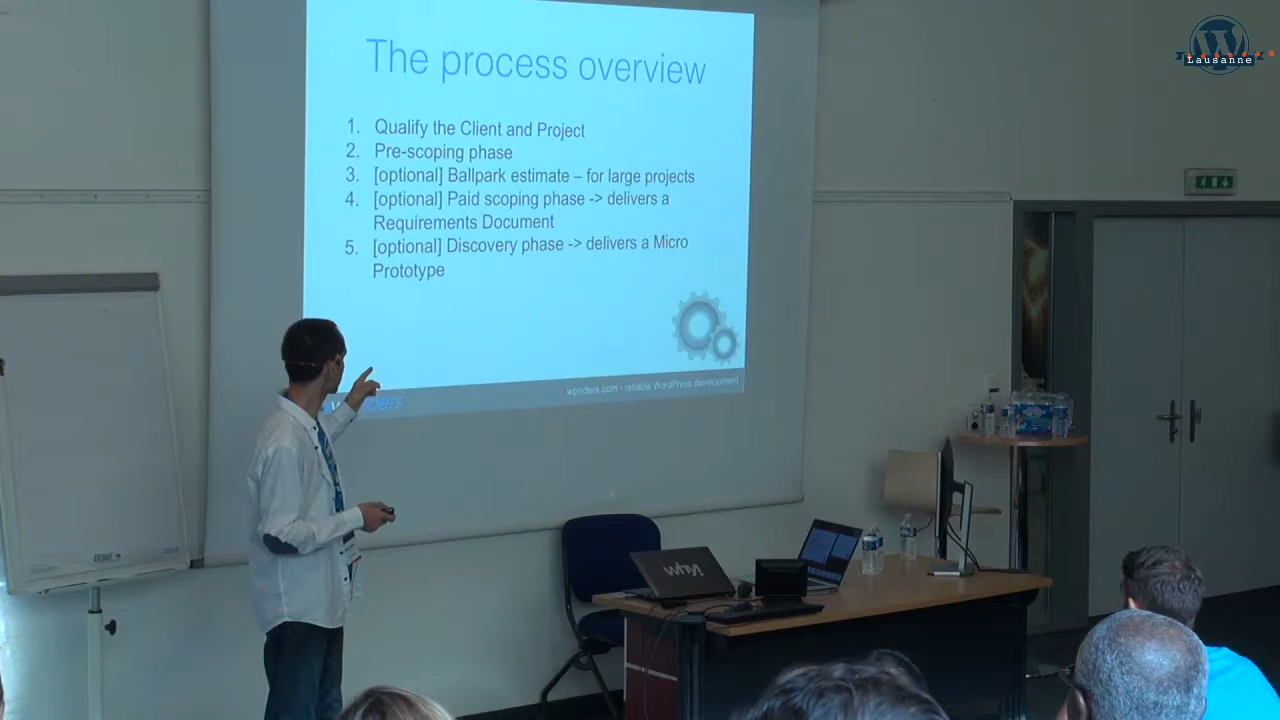 The process overview
1. Qualify the Client and Project
2. Pre-scoping phase
3. [optional] Ballpark estimate – for large projects
4. [optional] Paid scoping phase -> delivers a
Requirements Document
5. [optional] Discovery phase -> delivers a Micro
Prototype
wpriders.com - reliable WordPress development
W
Lausanne
why!